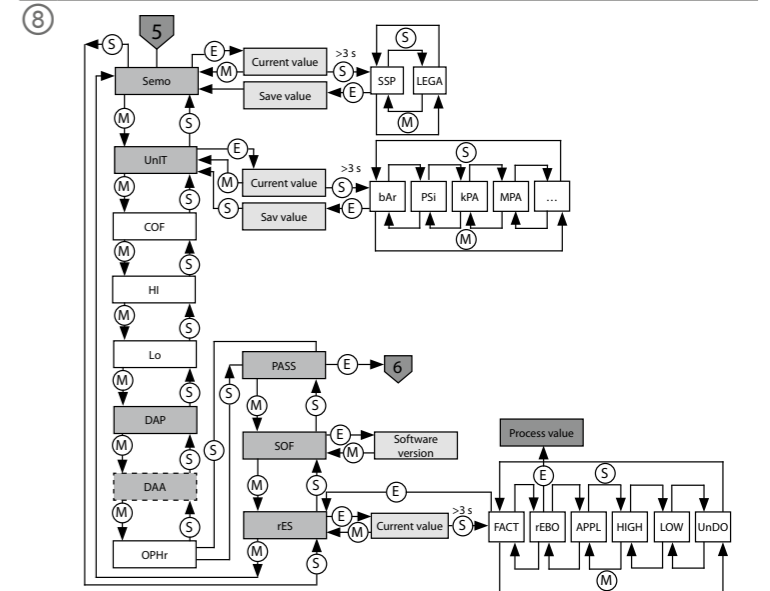 8
5
S E Current value >3 s S SSP LEGA
Semo M S E
Save value M
M S
UnIT E >3 s S
M Current value S bAr PSi kPA MPA ...
M S S Sav value E
COF M
M S
HI
M S
Lo PASS E 6
M S S M S
DAP S SOF E Software version
M S M Process value
DAA M S E E S
M S rES E Current value >3 s S FACT rEBO APPL HIGH LOW UnDO
OPHr M M
S M